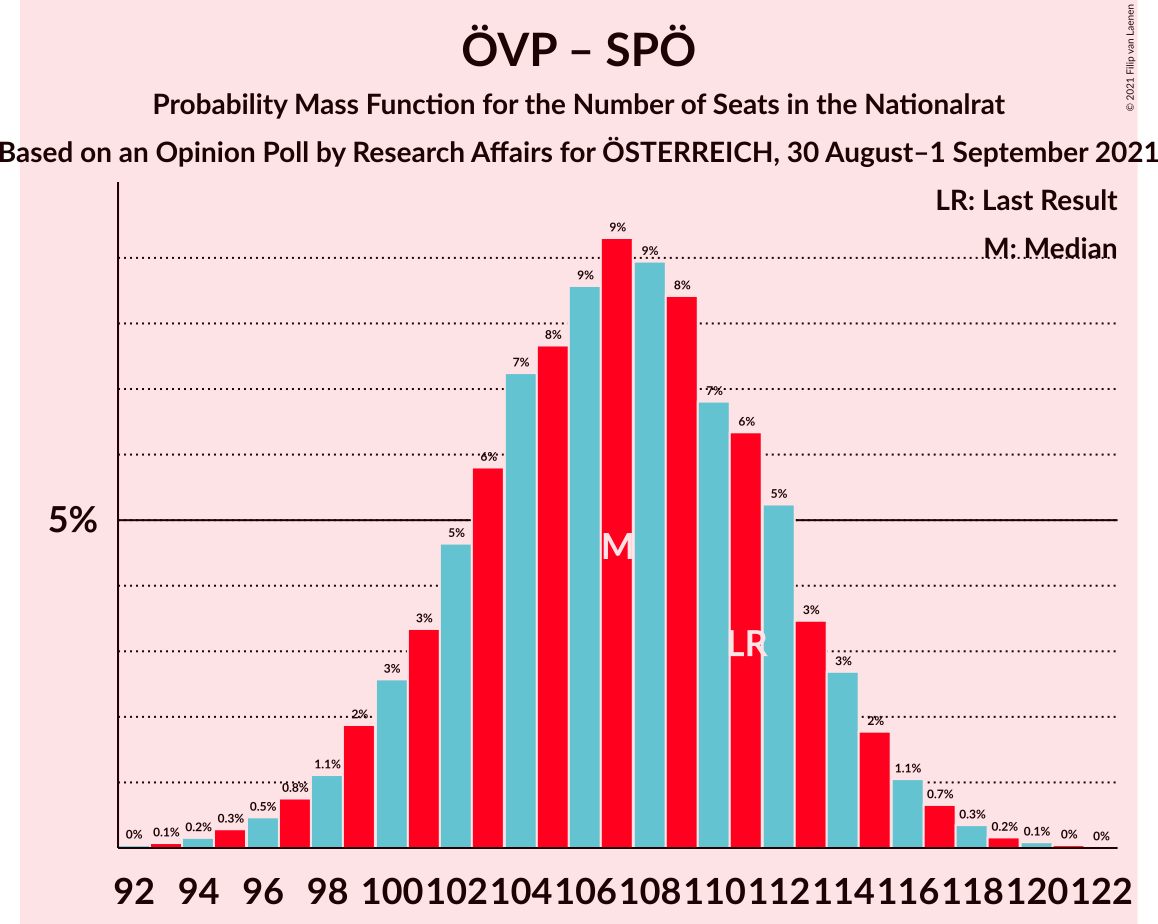 ÖVP – SPÖ
Probability Mass Function for the Number of Seats in the Nationalrat
Based on an Opinion Poll by Research Affairs for ÖSTERREICH, 30 August–1 September 2021
© 2021 Filip van Laenen
LR: Last Result
M: Median
5%
0% 0.1% 0.2% 0.3% 0.5% 0.8% 1.1% 2% 3% 3% 5% 6% 7% 8% 9% 9% 9% 8% 7% 6% 5% 3% 3% 2% 1.1% 0.7% 0.3% 0.2% 0.1% 0% 0%
M
LR
92 94 96 98 100 102 104 106 108 110 112 114 116 118 120 122